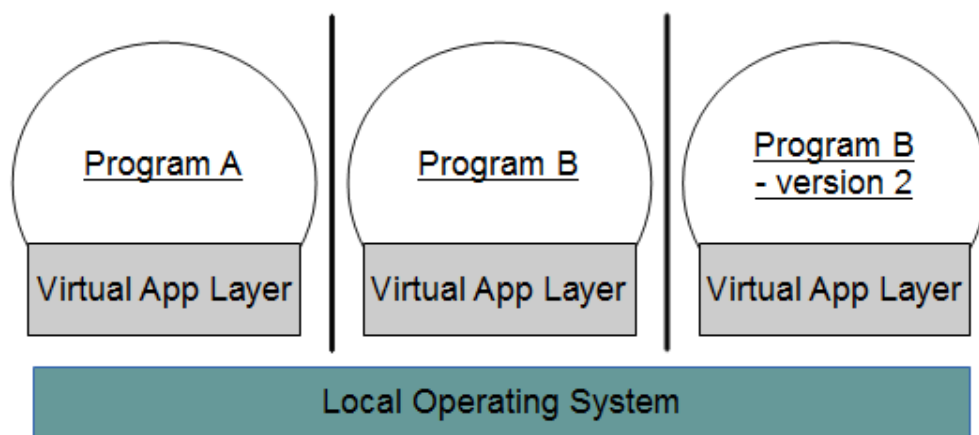 Program A
Program B
Program B
- version 2
Virtual App Layer
Virtual App Layer
Virtual App Layer
Local Operating System